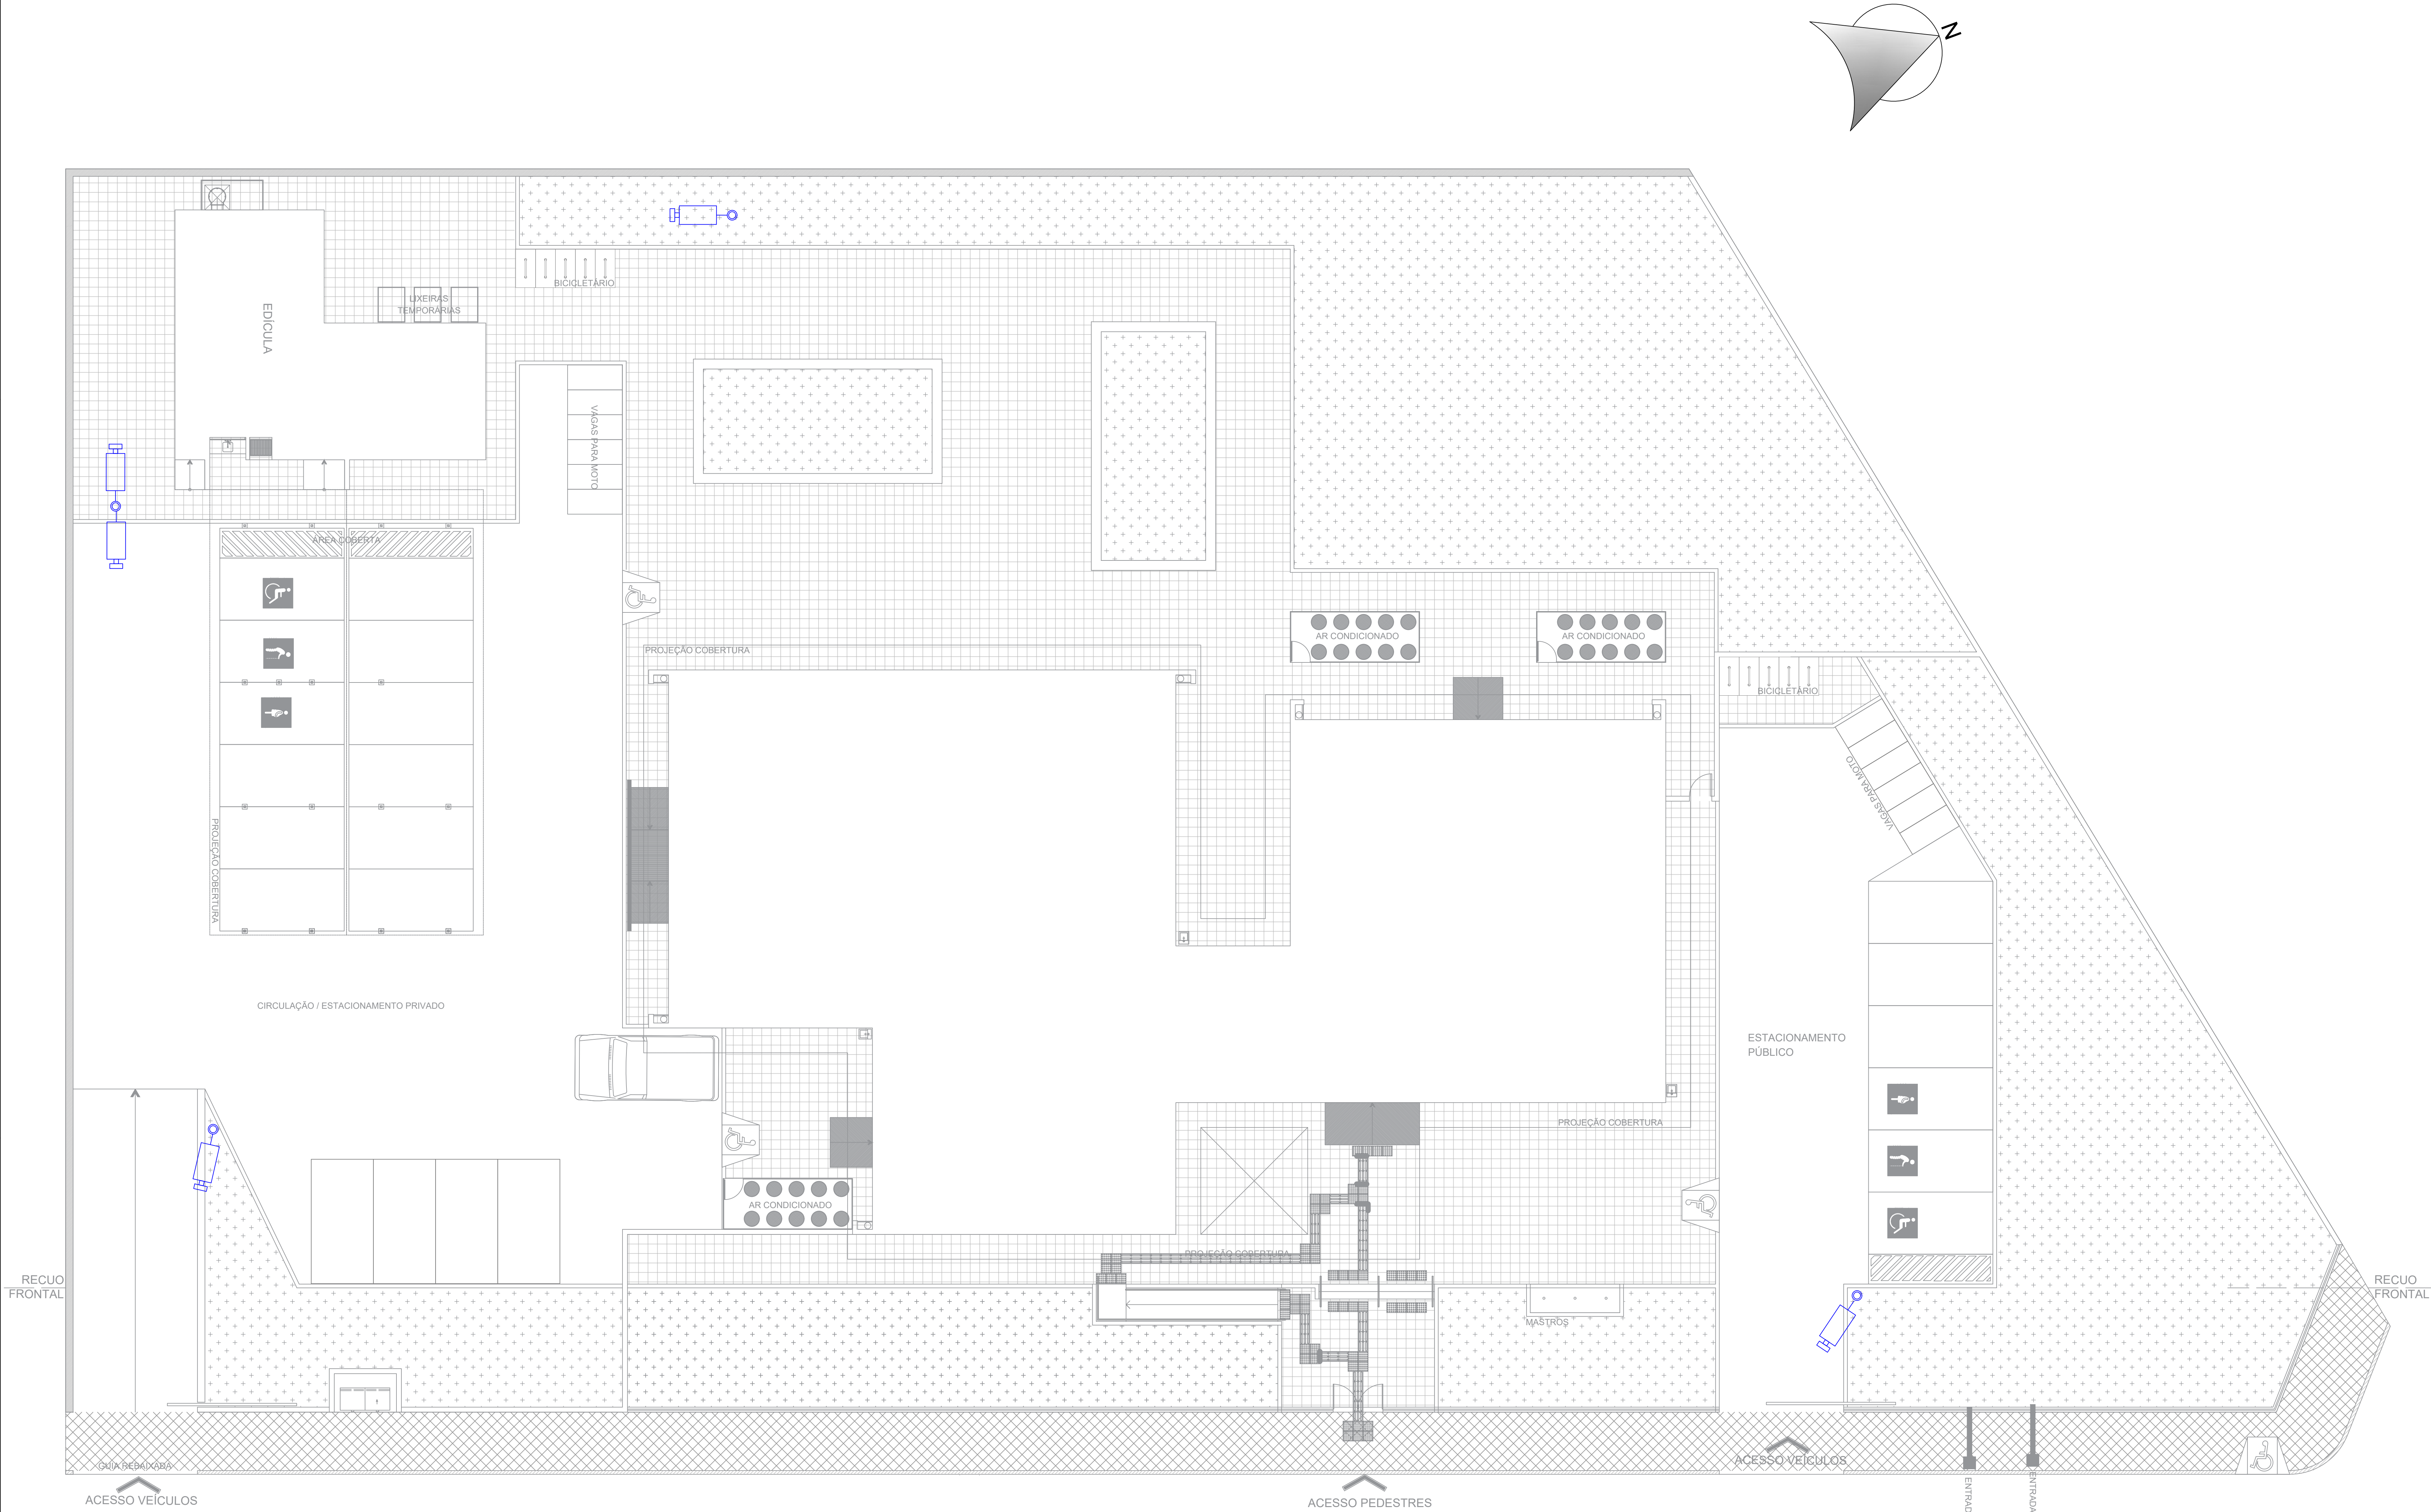 N
EDÍCULA
LIXEIRAS
TEMPORÁRIAS
BICICLETÁRIO
VAGAS PARA MOTO
ÁREA COBERTA
PROJEÇÃO COBERTURA
AR CONDICIONADO
AR CONDICIONADO
BICICLETÁRIO
VAGAS PARA MOTO
PROJEÇÃO COBERTURA
CIRCULAÇÃO / ESTACIONAMENTO PRIVADO
ESTACIONAMENTO
PÚBLICO
PROJEÇÃO COBERTURA
AR CONDICIONADO
PROJEÇÃO COBERTURA
RECUO
FRONTAL
RECUO
FRONTAL
MASTROS
GUIA REBAIXADA
ACESSO VEÍCULOS
ACESSO VEÍCULOS
ACESSO PEDESTRES
ENTRAD
ENTRADA